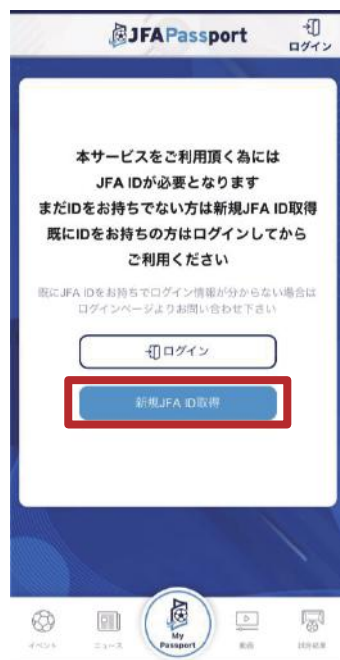 JFAPassport
ログイン
本サービスをご利用頂く為には
JFA IDが必要となります
まだIDをお持ちでない方は新規JFA ID取得
既にIDをお持ちの方はログインしてから
ご利用ください
既にJFA IDをお持ちでログイン情報が分からない場合は
ログインページよりお問い合わせ下さい
ログイン
新規JFA ID取得
イベント
ニュース
My
Passport
動画
試合結果